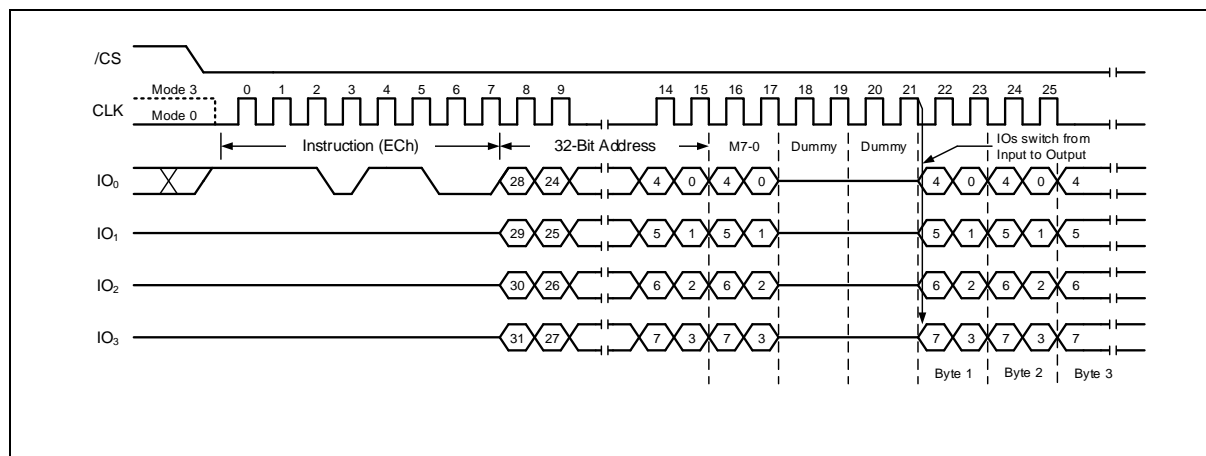 /CS
Mode 3 0 1 2 3 4 5 6 7 8 9 14 15 16 17 18 19 20 21 22 23 24 25
CLK Mode 0
Instruction (ECh) 32-Bit Address M7-0 Dummy Dummy IOs switch from
Input to Output
IO0 28 24 4 0 4 0 4 0 4 0 4
IO1 29 25 5 1 5 1 5 1 5 1 5
IO2 30 26 6 2 6 2 6 2 6 2 6
IO3 31 27 7 3 7 3 7 3 7 3 7
Byte 1 Byte 2 Byte 3